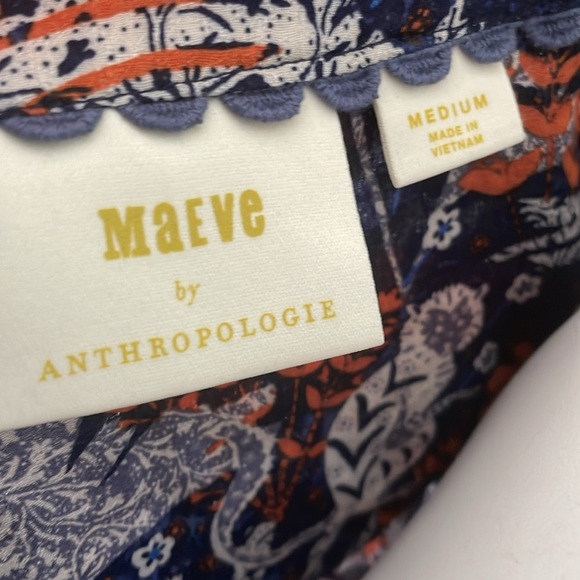 MaEve
by
ANTHROPOLOGIE
MEDIUM
MADE IN
VIETNAM